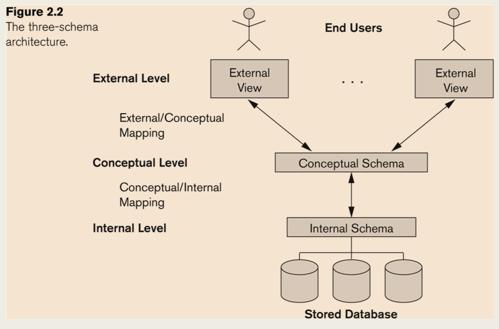 Figure 2.2
The three-schema
architecture.
End Users
External Level
External
View
. . .
External
View
External/Conceptual
Mapping
Conceptual Level
Conceptual Schema
Conceptual/Internal
Mapping
Internal Level
Internal Schema
Stored Database